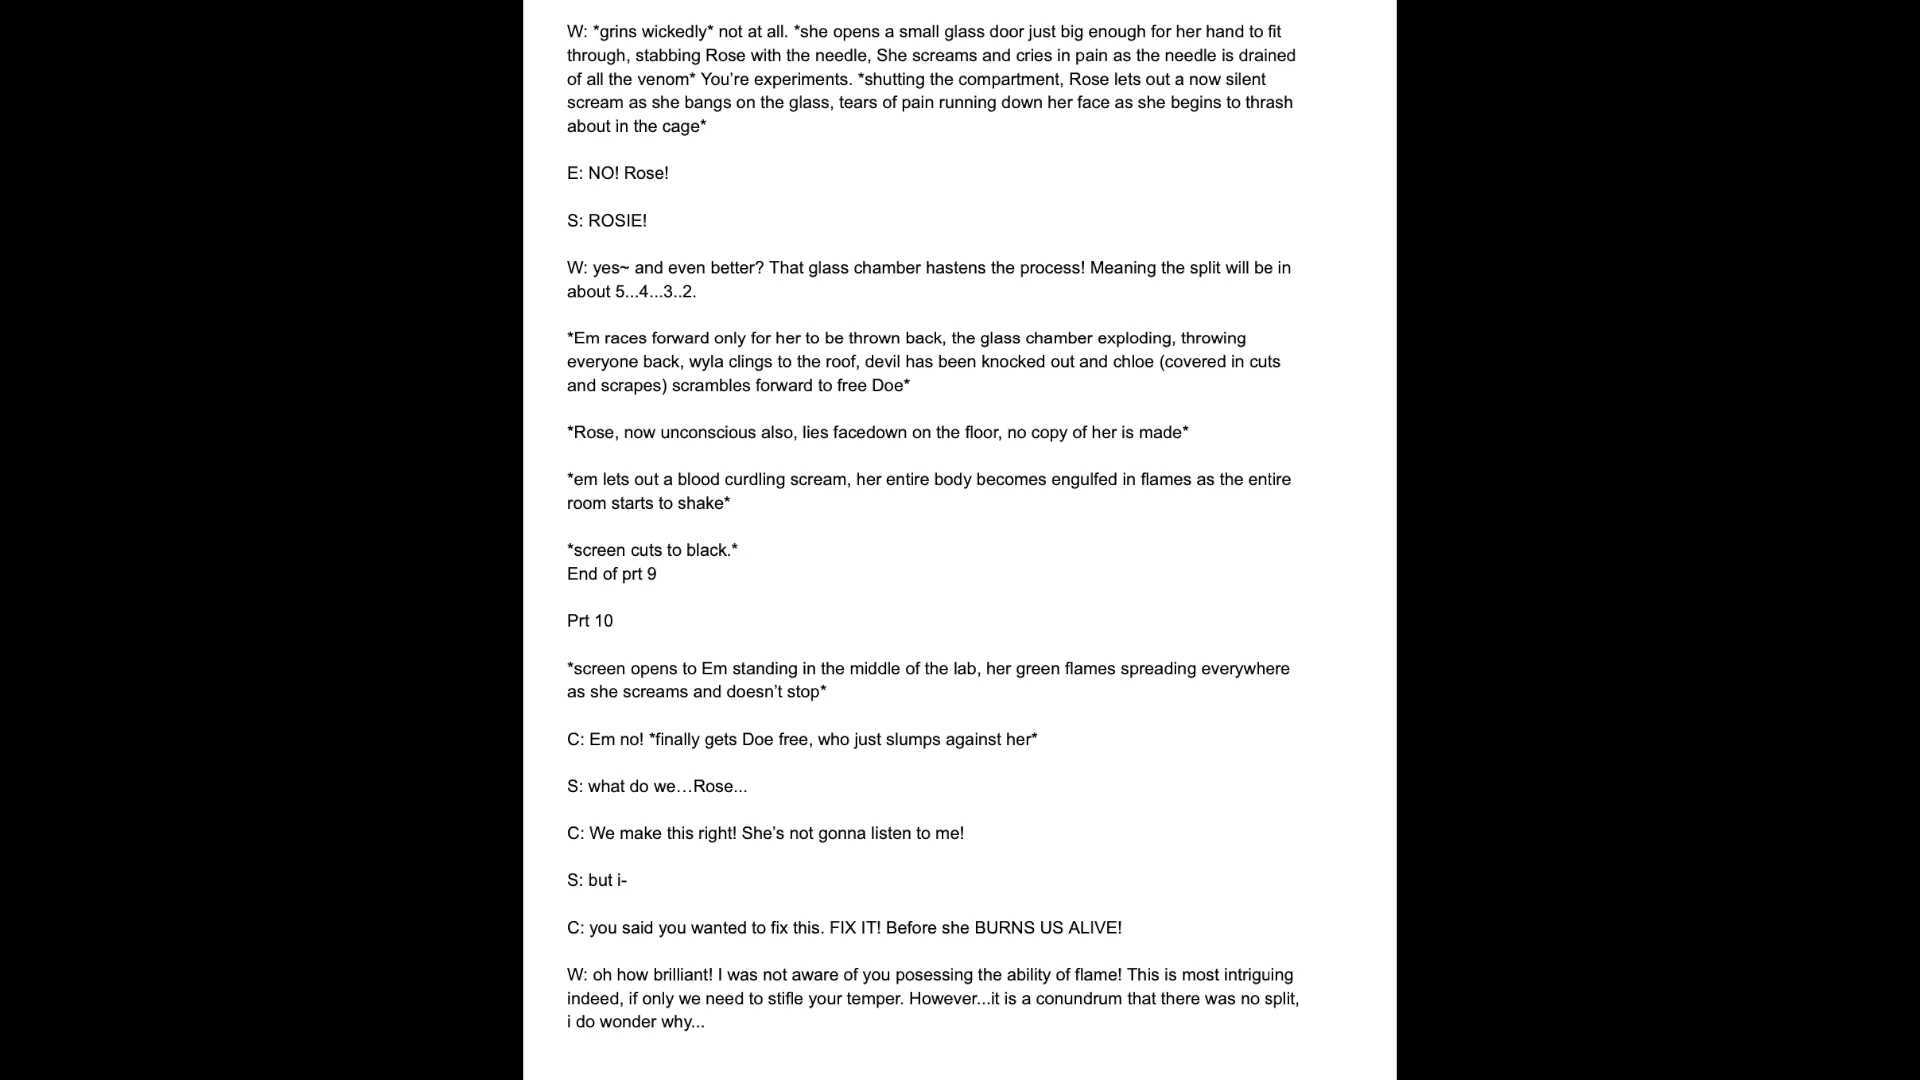 W: *grins wickedly* not at all. *she opens a small glass door just big enough for her hand to fit
through, stabbing Rose with the needle, She screams and cries in pain as the needle is drained
of all the venom* You’re experiments. *shutting the compartment, Rose lets out a now silent
scream as she bangs on the glass, tears of pain running down her face as she begins to thrash
about in the cage*
E: NO! Rose!
S: ROSIE!
W: yes~ and even better? That glass chamber hastens the process! Meaning the split will be in
about 5...4...3..2.
*Em races forward only for her to be thrown back, the glass chamber exploding, throwing
everyone back, wyla clings to the roof, devil has been knocked out and chloe (covered in cuts
and scrapes) scrambles forward to free Doe*
*Rose, now unconscious also, lies facedown on the floor, no copy of her is made*
*em lets out a blood curdling scream, her entire body becomes engulfed in flames as the entire
room starts to shake*
*screen cuts to black.*
End of prt 9
Prt 10
*screen opens to Em standing in the middle of the lab, her green flames spreading everywhere
as she screams and doesn’t stop*
C: Em no! *finally gets Doe free, who just slumps against her*
S: what do we…Rose...
C: We make this right! She’s not gonna listen to me!
S: but i-
C: you said you wanted to fix this. FIX IT! Before she BURNS US ALIVE!
W: oh how brilliant! I was not aware of you posessing the ability of flame! This is most intriguing
indeed, if only we need to stifle your temper. However...it is a conundrum that there was no split,
i do wonder why...